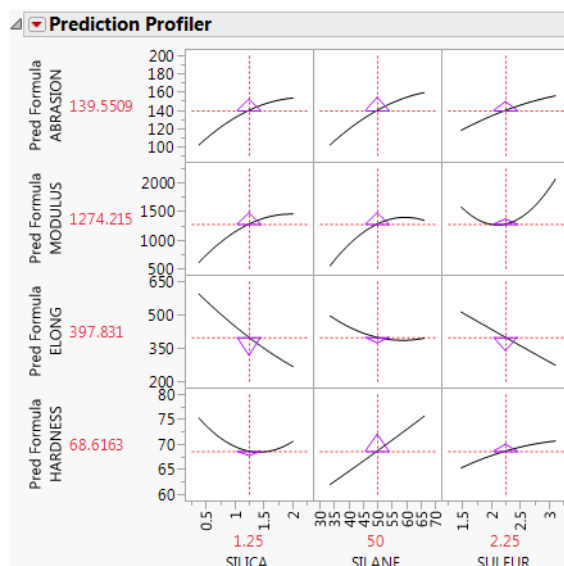 Prediction Profiler
Pred Formula
ABRASION
139.5509
200
180
160
140
120
100
Pred Formula
MODULUS
1274.215
2000
1500
1000
500
Pred Formula
ELONG
397.831
650
500
350
200
Pred Formula
HARDNESS
68.6163
80
75
70
65
60
0.5 1 1.5 2
30 35 40 45 50 55 60 65 70
1.5 2 2.5 3
1.25 50 2.25
SILICA SILANE SULFUR